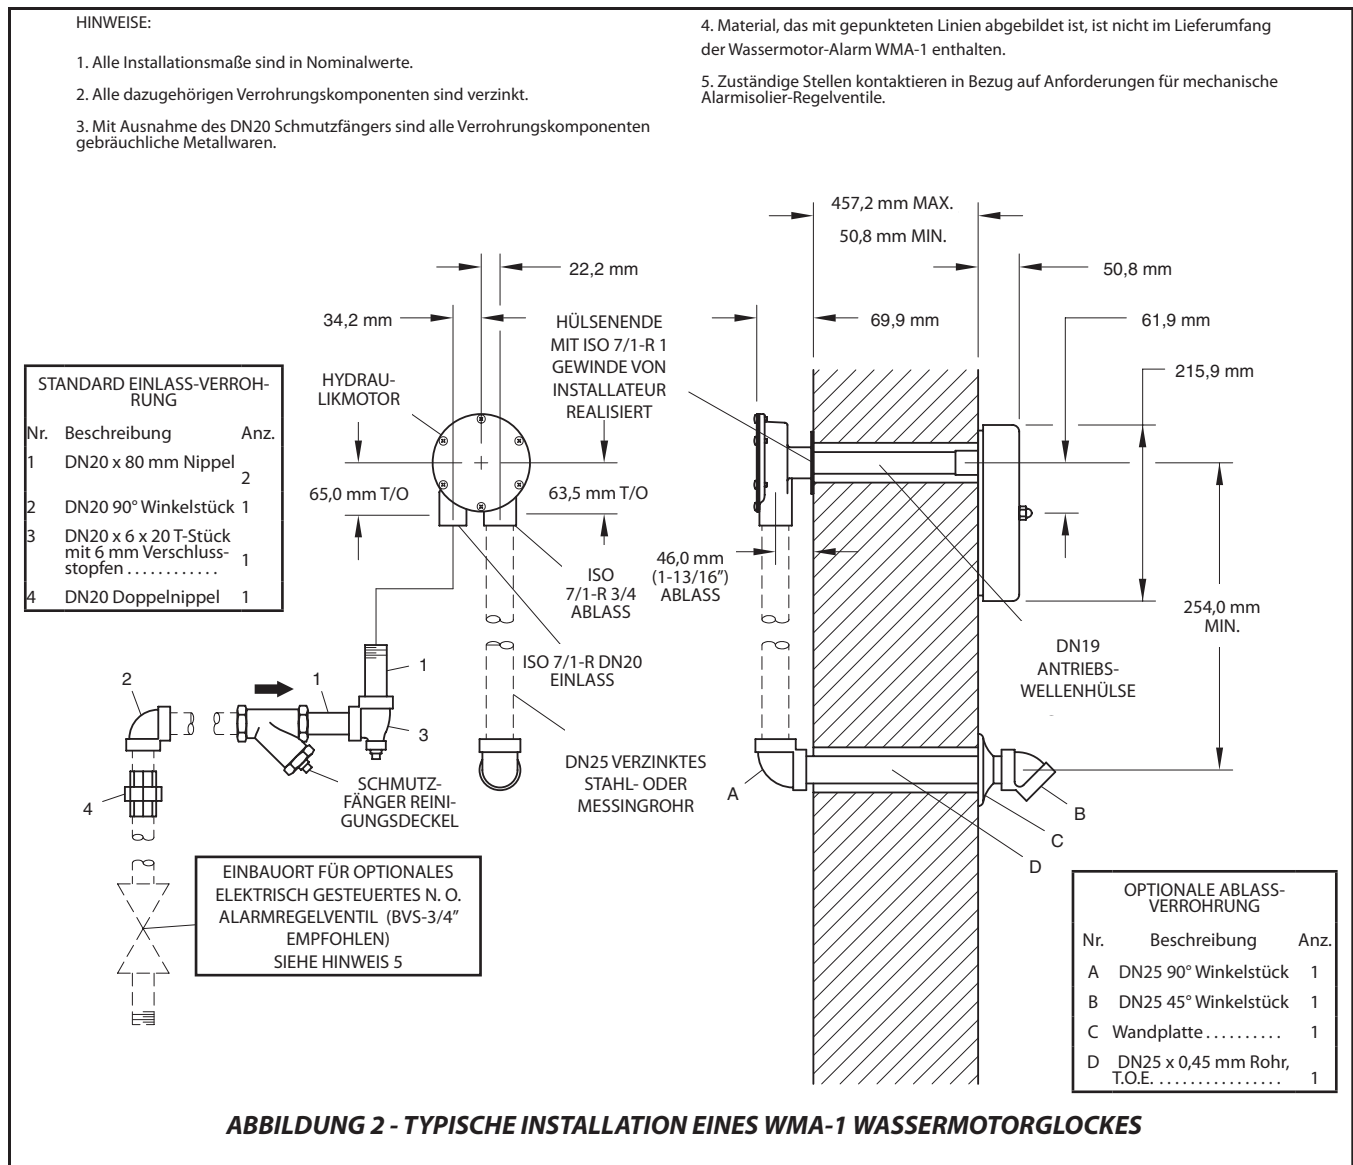 HINWEISE:
1. Alle Installationsmaße sind in Nominalwerte.
2. Alle dazugehörigen Verrohrungskomponenten sind verzinkt.
3. Mit Ausnahme des DN20 Schmutzfängers sind alle Verrohrungskomponenten
gebräuchliche Metallwaren.
4. Material, das mit gepunkteten Linien abgebildet ist, ist nicht im Lieferumfang
der Wassermotor-Alarm WMA-1 enthalten.
5. Zuständige Stellen kontaktieren in Bezug auf Anforderungen für mechanische
Alarmisolier-Regelventile.
457,2 mm MAX.
50,8 mm MIN.
22,2 mm
50,8 mm
34,2 mm
HÜLSENENDE
MIT ISO 7/1-R 1
GEWINDE VON
INSTALLATEUR
REALISIERT
69,9 mm
61,9 mm
215,9 mm
HYDRAU-
LIKMOTOR
STANDARD EINLASS-VERROH-
RUNG
Nr. Beschreibung Anz.
1 DN20 x 80 mm Nippel
2
2 DN20 90° Winkelstück 1
3 DN20 x 6 x 20 T-Stück
mit 6 mm Verschluss-
stopfen ............ 1
4 DN20 Doppelnippel 1
65,0 mm T/O
63,5 mm T/O
46,0 mm
(1-13/16”)
ABLASS
ISO
7/1-R 3/4
ABLASS
254,0 mm
MIN.
DN19
ANTRIEBS-
WELLENHÜLSE
ISO 7/1-R DN20
EINLASS
1
2
1
3
4
SCHMUTZ-
FÄNGER REINI-
GUNGSDECKEL
DN25 VERZINKTES
STAHL- ODER
MESSINGROHR
A
B
C
D
EINBAUORT FÜR OPTIONALES
ELEKTRISCH GESTEUERTES N. O.
ALARMREGELVENTIL (BVS-3/4”
EMPFOHLEN)
SIEHE HINWEIS 5
OPTIONALE ABLASS-
VERROHRUNG
Nr. Beschreibung Anz.
A DN25 90° Winkelstück 1
B DN25 45° Winkelstück 1
C Wandplatte .......... 1
D DN25 x 0,45 mm Rohr,
T.O.E. ................ 1
ABBILDUNG 2 - TYPISCHE INSTALLATION EINES WMA-1 WASSERMOTORGLOCKES